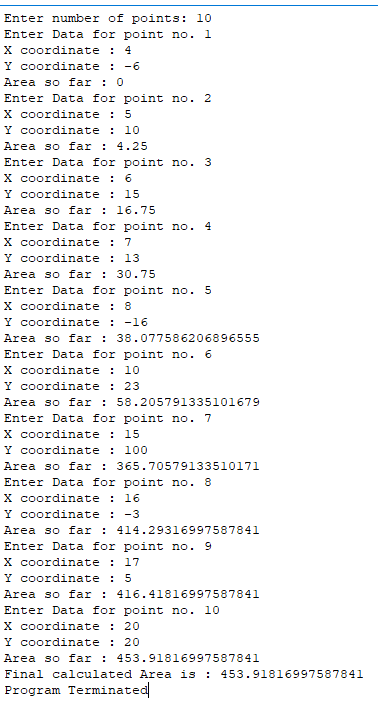 Enter number of points: 10
Enter Data for point no. 1
X coordinate : 4
Y coordinate : -6
Area so far : 0
Enter Data for point no. 2
X coordinate : 5
Y coordinate : 10
Area so far : 4.25
Enter Data for point no. 3
X coordinate : 6
Y coordinate : 15
Area so far : 16.75
Enter Data for point no. 4
X coordinate : 7
Y coordinate : 13
Area so far : 30.75
Enter Data for point no. 5
X coordinate : 8
Y coordinate : -16
Area so far : 38.077586206896555
Enter Data for point no. 6
X coordinate : 10
Y coordinate : 23
Area so far : 58.205791335101679
Enter Data for point no. 7
X coordinate : 15
Y coordinate : 100
Area so far : 365.70579133510171
Enter Data for point no. 8
X coordinate : 16
Y coordinate : -3
Area so far : 414.29316997587841
Enter Data for point no. 9
X coordinate : 17
Y coordinate : 5
Area so far : 416.41816997587841
Enter Data for point no. 10
X coordinate : 20
Y coordinate : 20
Area so far : 453.91816997587841
Final calculated Area is : 453.91816997587841
Program Terminated